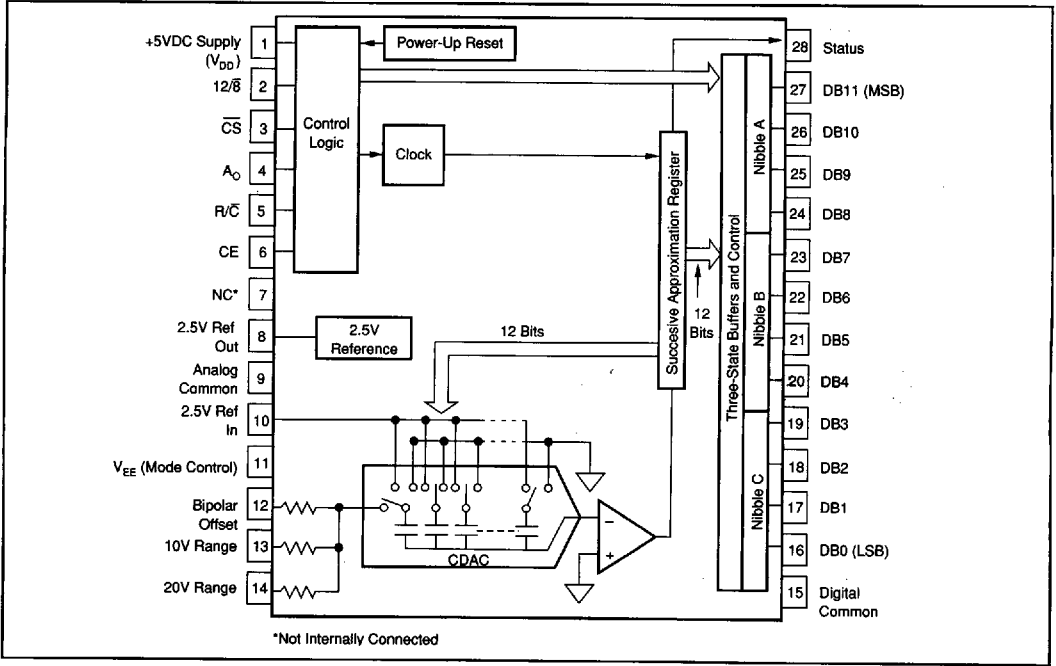 +5VDC Supply
(VDD)
1
12/8̅
2
C̅S̅
3
AO
4
R/C̅
5
CE
6
NC*
7
2.5V Ref
Out
8
Analog
Common
9
2.5V Ref
In
10
VEE (Mode Control)
11
Bipolar
Offset
12
10V Range
13
20V Range
14
Control
Logic
Power-Up Reset
Clock
2.5V
Reference
12 Bits
CDAC
−
+
Succesive Approximation Register
12
Bits
Three-State Buffers and Control
Nibble A
Nibble B
Nibble C
28
Status
27
DB11 (MSB)
26
DB10
25
DB9
24
DB8
23
DB7
22
DB6
21
DB5
20
DB4
19
DB3
18
DB2
17
DB1
16
DB0 (LSB)
15
Digital
Common
*Not Internally Connected